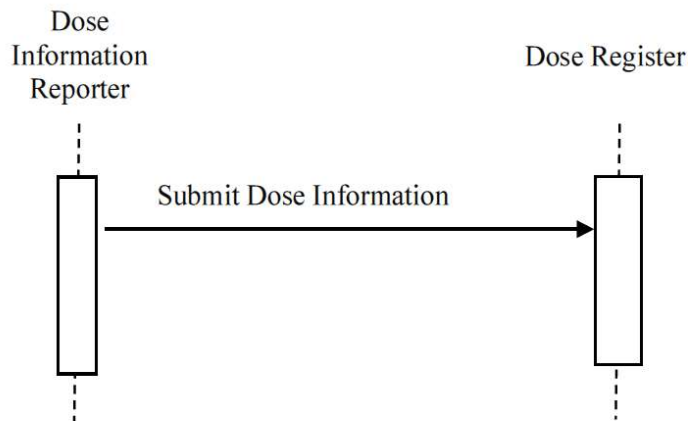 Dose
Information
Reporter
Dose Register
Submit Dose Information